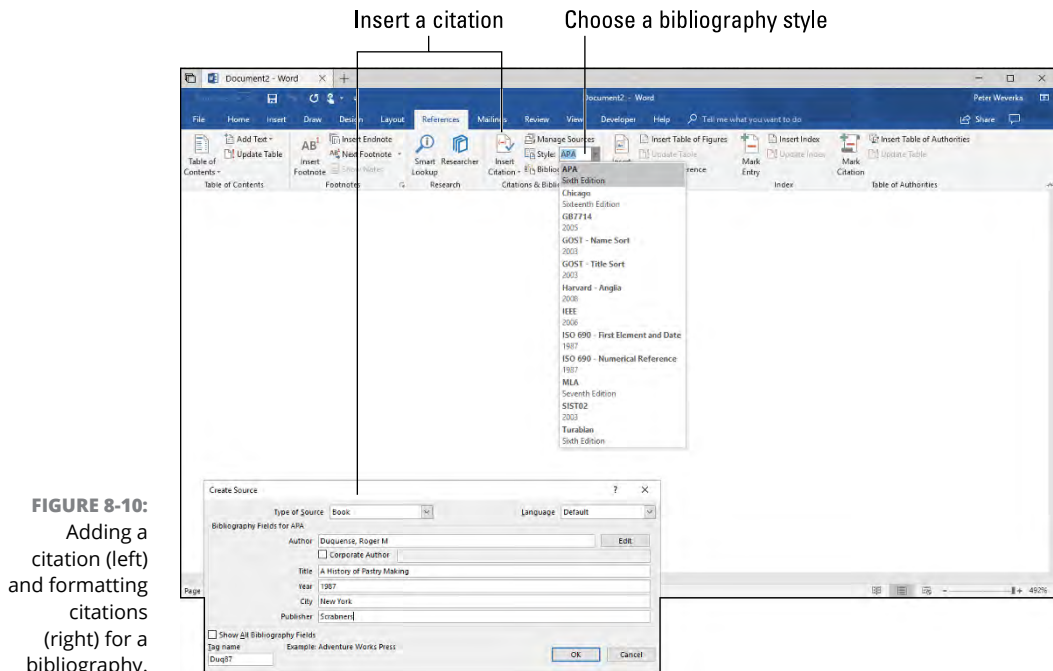 Insert a citation
Choose a bibliography style
Document2 - Word
Document2 - Word
Peter Weverka
File Home Insert Draw Design Layout References Mailings Review View Developer Help Tell me what you want to do
Share
Table of Contents
Add Text
Update Table
Table of Contents
AB1
Insert Footnote
Insert Endnote
Next Footnote
Show Notes
Footnotes
Smart Lookup
Researcher
Research
Insert Citation
Manage Sources
Style: APA
Citations & Bibli
Insert Table of Figures
Update Table
rence
Mark Entry
Insert Index
Update Index
Index
Mark Citation
Insert Table of Authorities
Update Table
Table of Authorities
APA
Sixth Edition
Chicago
Sixteenth Edition
GB7714
2005
GOST - Name Sort
2003
GOST - Title Sort
2003
Harvard - Anglia
2008
IEEE
2006
ISO 690 - First Element and Date
1987
ISO 690 - Numerical Reference
1987
MLA
Seventh Edition
SIST02
2003
Turabian
Sixth Edition
Create Source
? ×
Type of Source Book
Language Default
Bibliography Fields for APA
Author Duquense, Roger M
Edit
Corporate Author
Title A History of Pastry Making
Year 1987
City New York
Publisher Scrabners
Show All Bibliography Fields
Tag name
Example: Adventure Works Press
Duq87
OK
Cancel
Page
492%
FIGURE 8-10:
Adding a
citation (left)
and formatting
citations
(right) for a
bibliography.